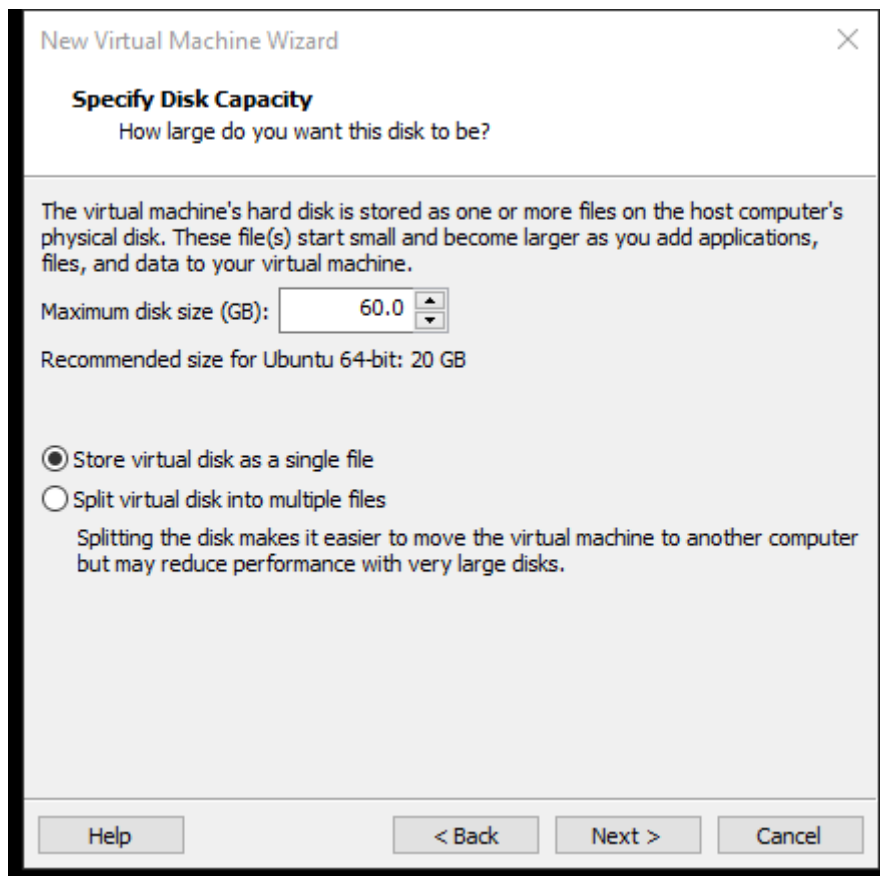 New Virtual Machine Wizard
Specify Disk Capacity
How large do you want this disk to be?
The virtual machine's hard disk is stored as one or more files on the host computer's
physical disk. These file(s) start small and become larger as you add applications,
files, and data to your virtual machine.
Maximum disk size (GB): 60.0
Recommended size for Ubuntu 64-bit: 20 GB
Store virtual disk as a single file
Split virtual disk into multiple files
Splitting the disk makes it easier to move the virtual machine to another computer
but may reduce performance with very large disks.
Help < Back Next > Cancel